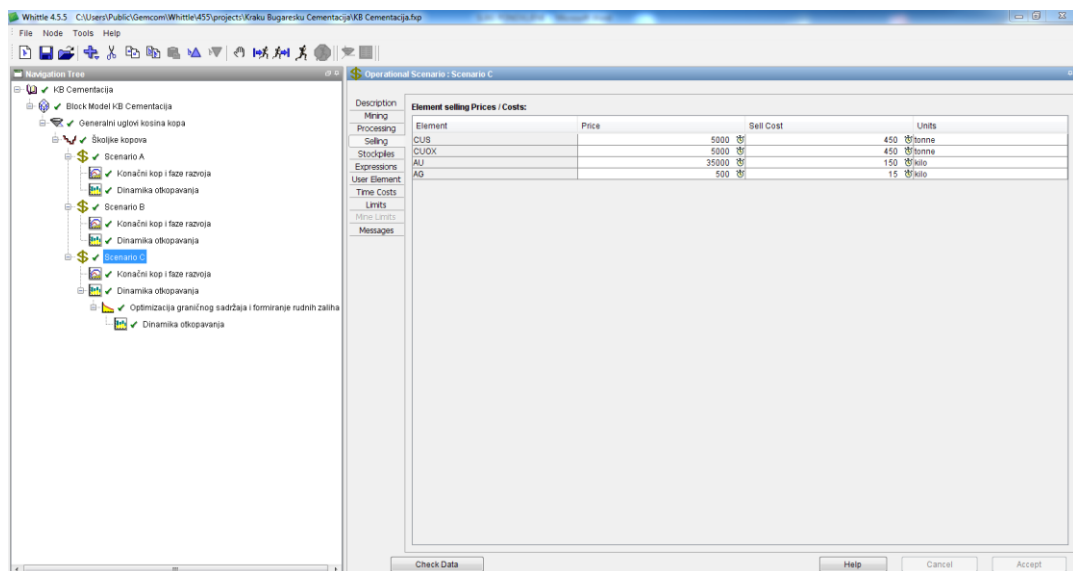 Whittle 4.5.5 C:\Users\Public\Gemcom\Whittle\455\projects\Kraku Bugaresku Cementacija\KB Cementacija.fxp
File Node Tools Help
Navigation Tree
KB Cementacija
Block Model KB Cementacija
Generalni uglovi kosina kopa
Školjke kopova
Scenario A
Konačni kop i faze razvoja
Dinamika otkopavanja
Scenario B
Konačni kop i faze razvoja
Dinamika otkopavanja
Scenario C
Konačni kop i faze razvoja
Dinamika otkopavanja
Optimizacija graničnog sadržaja i formiranje rudnih zaliha
Dinamika otkopavanja
Operational Scenario : Scenario C
Description
Mining
Processing
Selling
Stockpiles
Expressions
User Element
Time Costs
Limits
Mine Limits
Messages
Element selling Prices / Costs:
Element Price Sell Cost Units
CUS 5000 450 tonne
CUOX 5000 450 tonne
AU 35000 150 kilo
AG 500 15 kilo
Check Data Help Cancel Accept